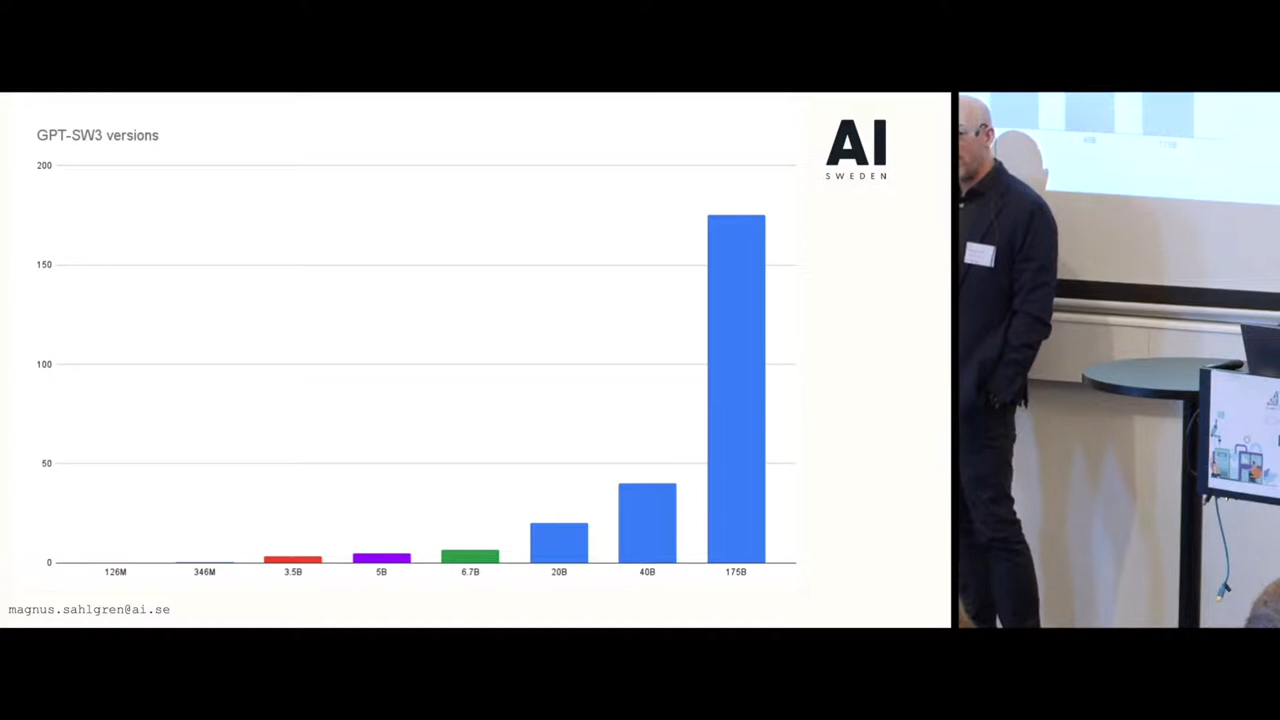 GPT-SW3 versions
AI
SWEDEN
200
150
100
50
0
126M
346M
3.5B
5B
6.7B
20B
40B
175B
magnus.sahlgren@ai.se